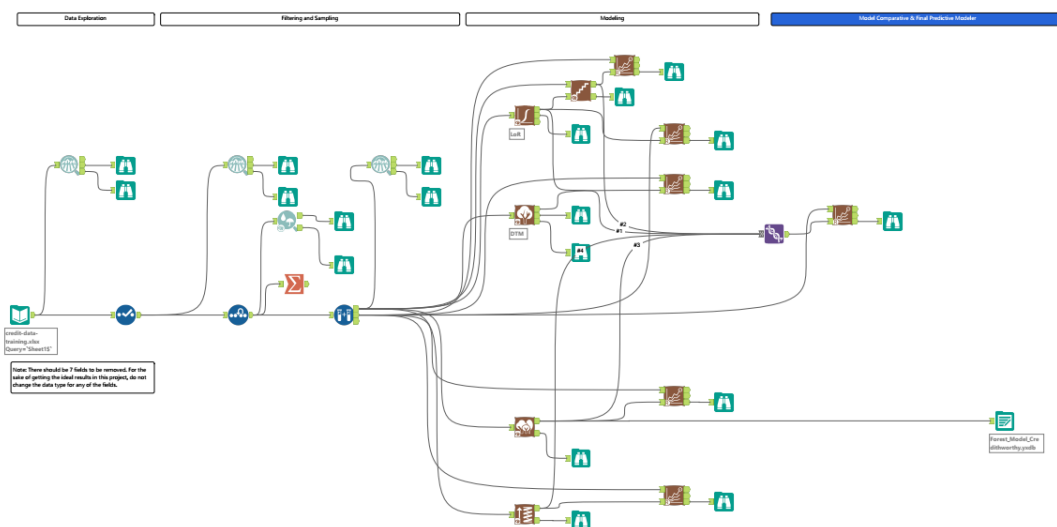 Data Exploration
Filtering and Sampling
Modeling
Model Comparative & Final Predictive Modeler
LoR
DTM
#2
#1
#4
#3
credit-data-
training.xlsx
Query="Sheet1$"
Note: There should be 7 fields to be removed. For the
sake of getting the ideal results in this project, do not
change the data type for any of the fields.
Forest_Model_Cre
dithworthy.yxdb